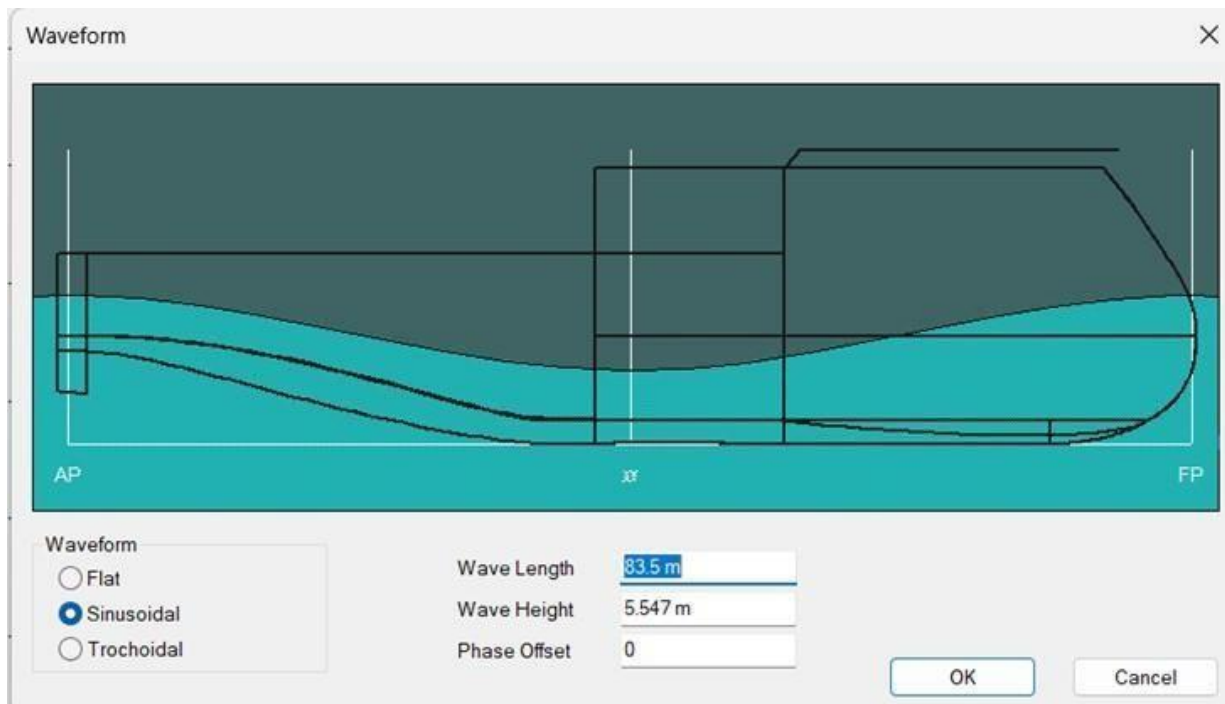 Waveform
AP
FP
Waveform
Flat
Sinusoidal
Trochoidal
Wave Length 83.5 m
Wave Height 5.547 m
Phase Offset 0
OK
Cancel